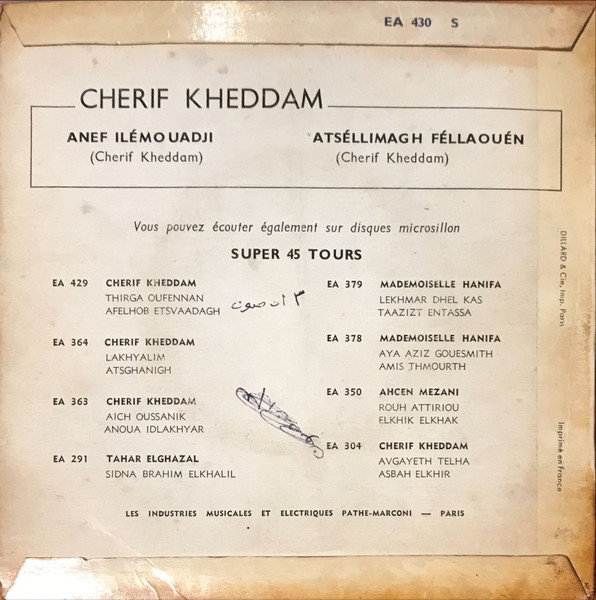 EA 430 S
CHERIF KHEDDAM
ANEF ILÉMOUADJI
(Cherif Kheddam)
ATSÉLLIMAGH FÉLLAOUÉN
(Cherif Kheddam)
Vous pouvez écouter également sur disques microsillon
SUPER 45 TOURS
EA 429 CHERIF KHEDDAM
THIRGA OUFENNAN
AFELHOB ETSVAADAGH
EA 364 CHERIF KHEDDAM
LAKHYALIM
ATSGHANIGH
EA 363 CHERIF KHEDDAM
AICH OUSSANIK
ANOUA IDLAKHYAR
EA 291 TAHAR ELGHAZAL
SIDNA BRAHIM ELKHALIL
EA 379 MADEMOISELLE HANIFA
LEKHMAR DHEL KAS
TAAZIZT ENTASSA
EA 378 MADEMOISELLE HANIFA
AYA AZIZ GOUESMITH
AMIS THMOURTH
EA 350 AHCEN MEZANI
ROUH ATTIRIOU
ELKHIK ELKHAK
EA 304 CHERIF KHEDDAM
AVGAYETH TELHA
ASBAH ELKHIR
LES INDUSTRIES MUSICALES ET ELECTRIQUES PATHE-MARCONI — PARIS
DILLARD & Cie, Imp. Paris
Imprimé en France